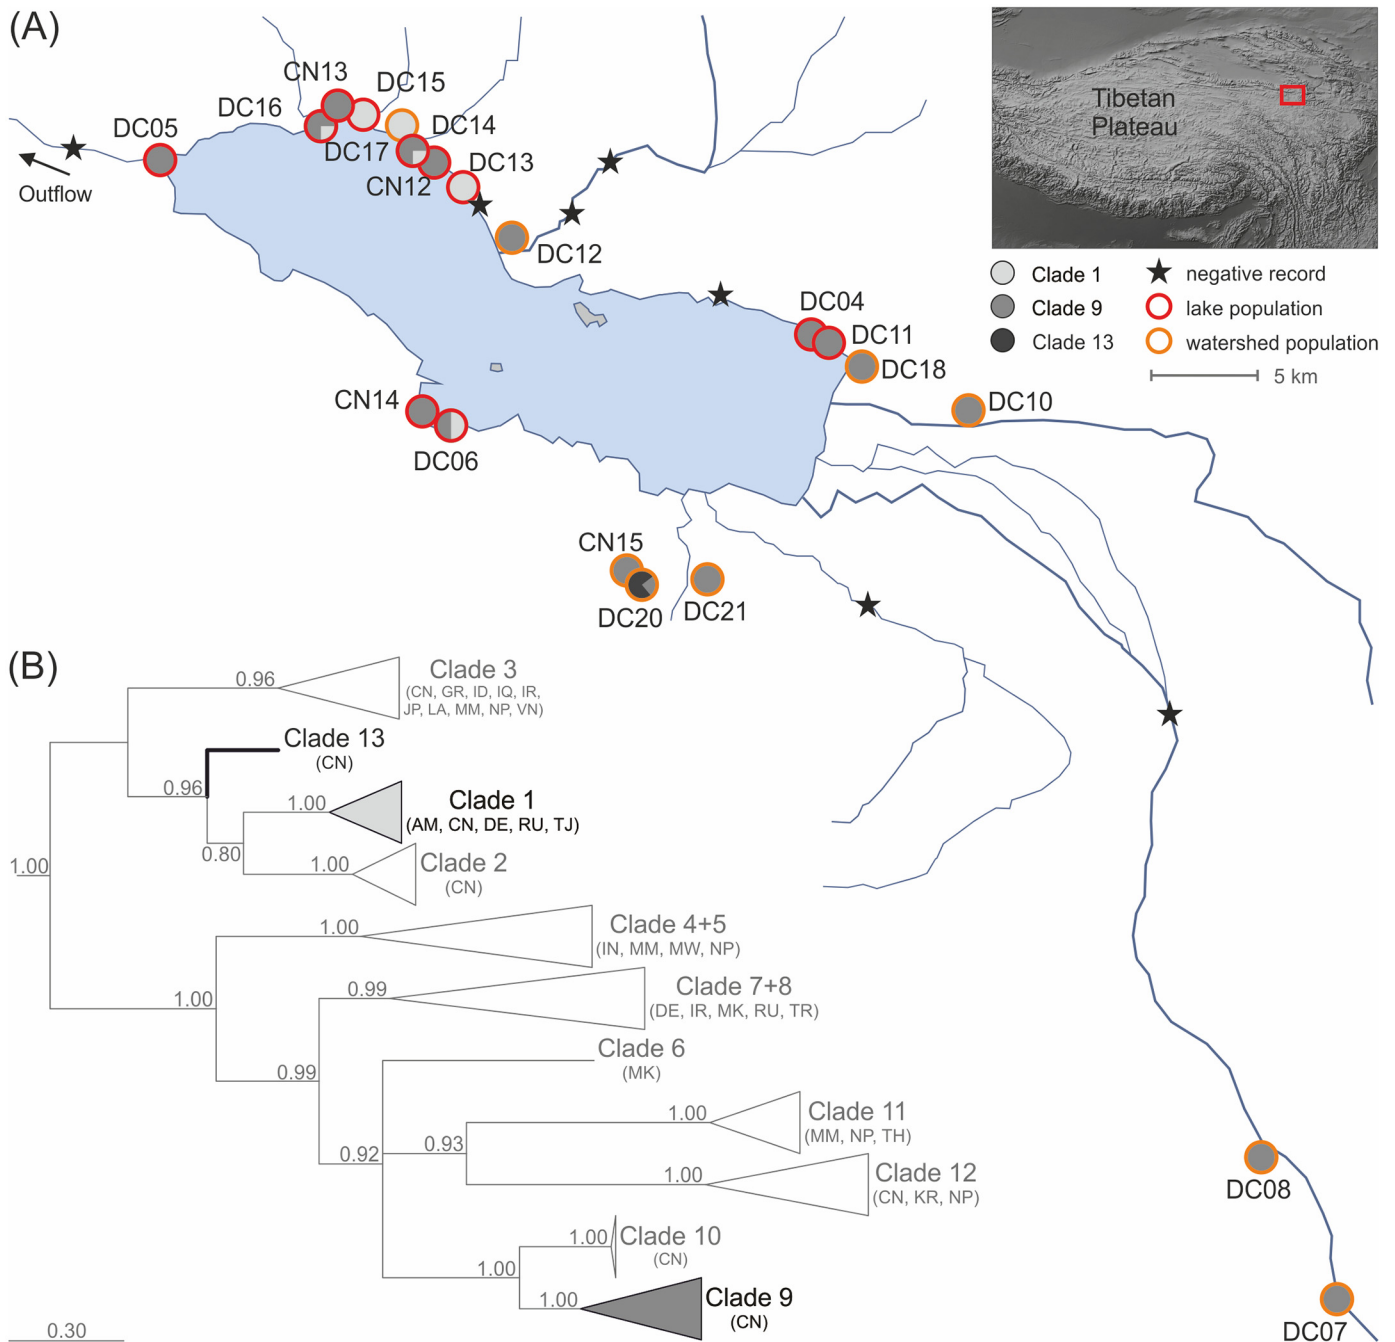 (A)
CN13
DC15
DC16
DC05
DC14
DC17
DC13
CN12
Outflow
DC12
Tibetan
Plateau
Clade 1
negative record
Clade 9
lake population
Clade 13
watershed population
5 km
DC04
DC11
DC18
DC10
CN14
DC06
CN15
DC20
DC21
DC08
DC07
(B)
0.96
Clade 3
(CN, GR, ID, IQ, IR,
JP, LA, MM, NP, VN)
Clade 13
(CN)
0.96
1.00
Clade 1
(AM, CN, DE, RU, TJ)
0.80
1.00
Clade 2
(CN)
1.00
1.00
Clade 4+5
(IN, MM, MW, NP)
1.00
0.99
Clade 7+8
(DE, IR, MK, RU, TR)
0.99
Clade 6
(MK)
1.00
Clade 11
(MM, NP, TH)
0.92
0.93
1.00
Clade 12
(CN, KR, NP)
1.00
Clade 10
(CN)
1.00
1.00
Clade 9
(CN)
0.30